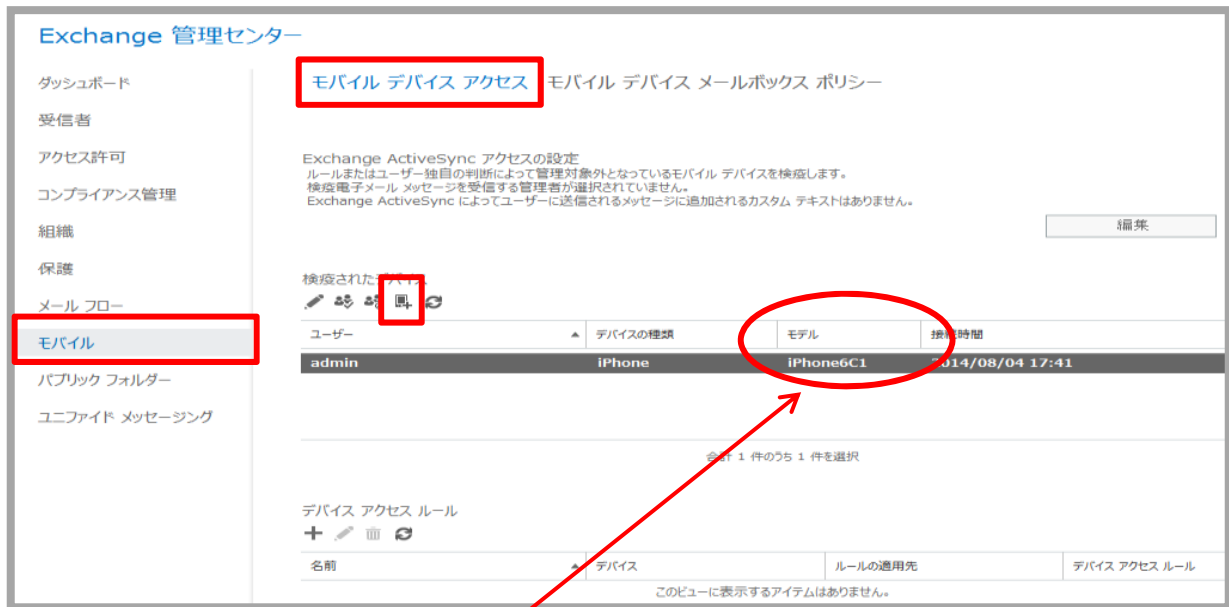 Exchange 管理センター
ダッシュボード
受信者
アクセス許可
コンプライアンス管理
組織
保護
メール フロー
モバイル
パブリック フォルダー
ユニファイド メッセージング
モバイル デバイス アクセス モバイル デバイス メールボックス ポリシー
Exchange ActiveSync アクセスの設定
ルールまたはユーザー独自の判断によって管理対象外となっているモバイル デバイスを検疫します。
検疫電子メール メッセージを受信する管理者が選択されていません。
Exchange ActiveSync によってユーザーに送信されるメッセージに追加されるカスタム テキストはありません。
編集
検疫されたデバイス
ユーザー デバイスの種類 モデル 接続時間
admin iPhone iPhone6C1 2014/08/04 17:41
合計 1 件のうち 1 件を選択
デバイス アクセス ルール
名前 デバイス ルールの適用先 デバイス アクセス ルール
このビューに表示するアイテムはありません。